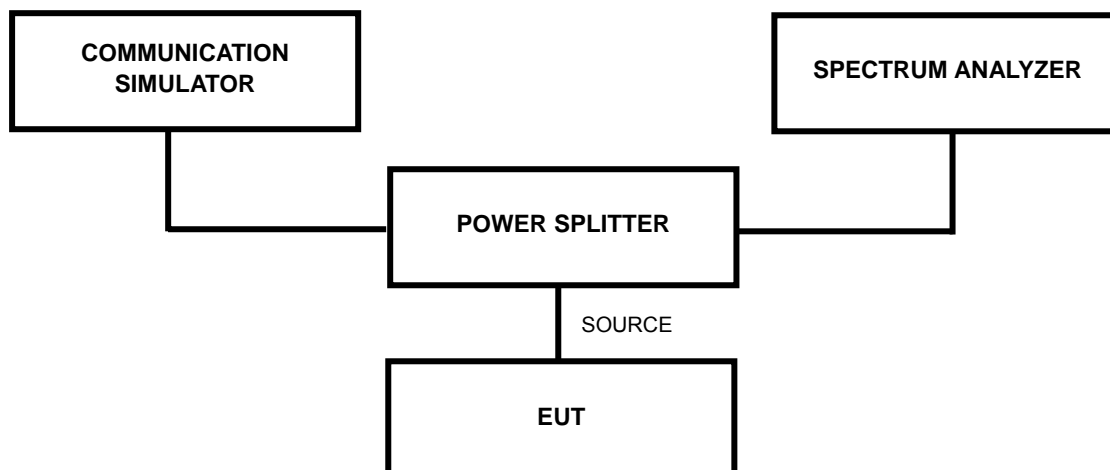 COMMUNICATION
SIMULATOR
SPECTRUM ANALYZER
POWER SPLITTER
SOURCE
EUT